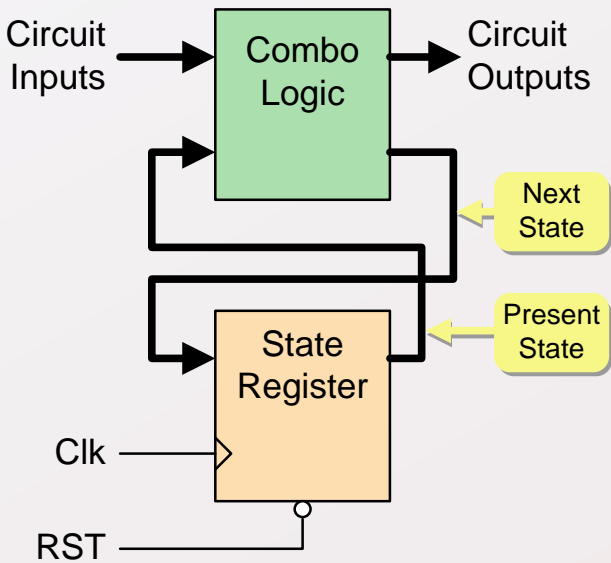 Circuit
Inputs
Combo
Logic
Circuit
Outputs
Next
State
Present
State
State
Register
Clk
RST